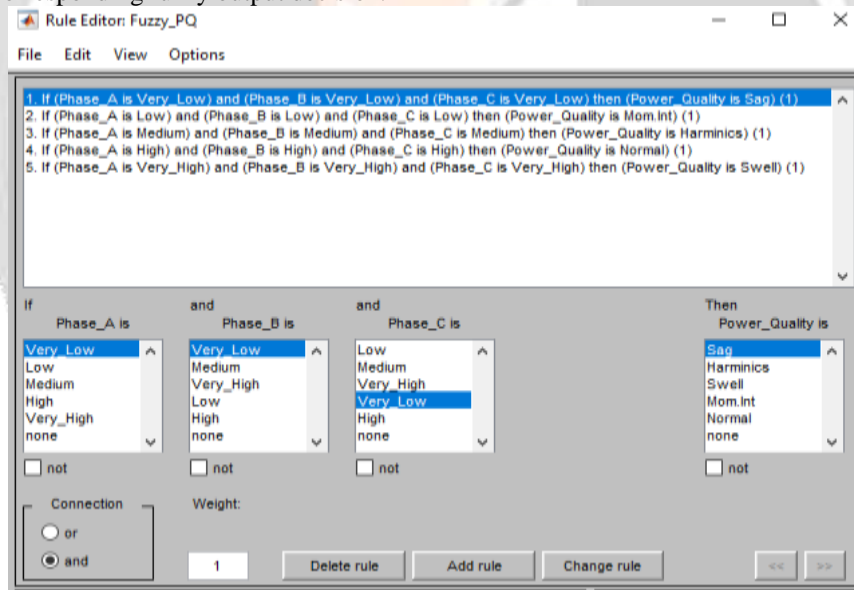 Rule Editor: Fuzzy_PQ
File Edit View Options
1. If (Phase_A is Very_Low) and (Phase_B is Very_Low) and (Phase_C is Very_Low) then (Power_Quality is Sag) (1)
2. If (Phase_A is Low) and (Phase_B is Low) and (Phase_C is Low) then (Power_Quality is Mom.Int) (1)
3. If (Phase_A is Medium) and (Phase_B is Medium) and (Phase_C is Medium) then (Power_Quality is Harminics) (1)
4. If (Phase_A is High) and (Phase_B is High) and (Phase_C is High) then (Power_Quality is Normal) (1)
5. If (Phase_A is Very_High) and (Phase_B is Very_High) and (Phase_C is Very_High) then (Power_Quality is Swell) (1)
If and and Then
Phase_A is Phase_B is Phase_C is Power_Quality is
Very_Low Very_Low Low Sag
Low Medium Medium Harminics
Medium Very_High Very_High Swell
High Low Very_Low Mom.Int
Very_High High High Normal
none none none none
not not not not
Connection Weight:
or
and 1 Delete rule Add rule Change rule << >>